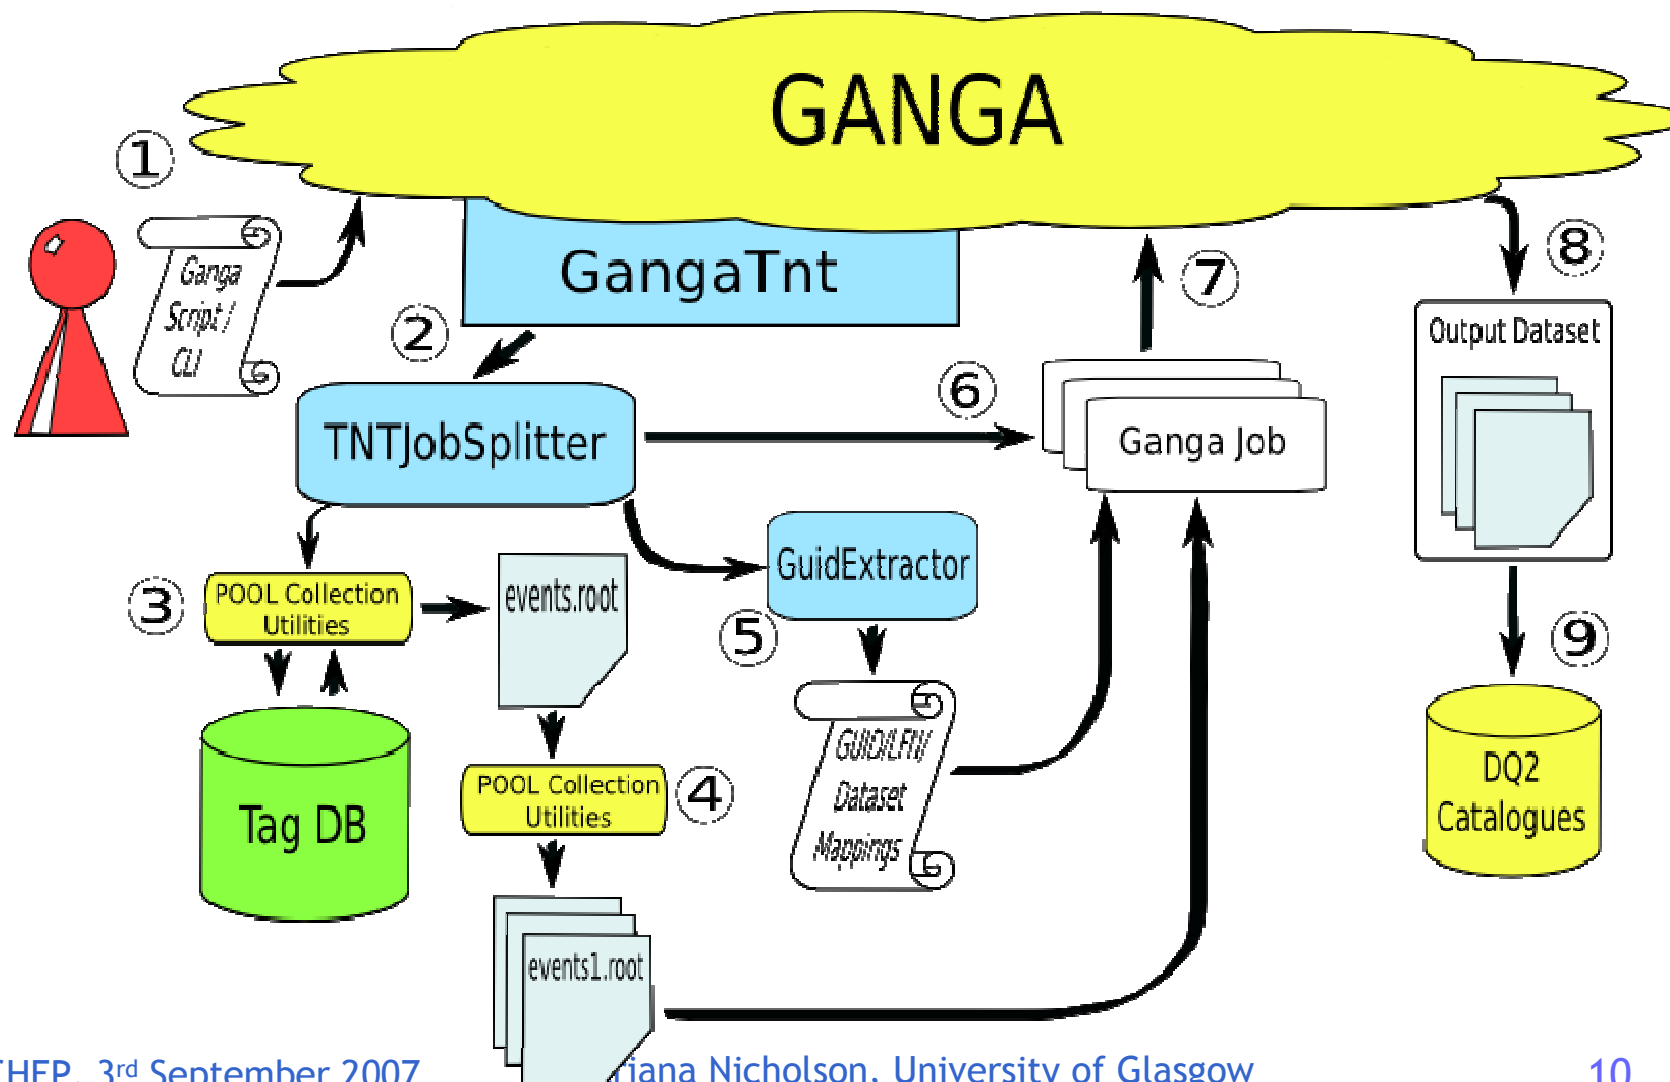 GANGA
①
Ganga
Script /
CLI
GangaTnt
②
TNTJobSplitter
③
POOL Collection
Utilities
Tag DB
events.root
POOL Collection
Utilities
④
events1.root
GuidExtractor
⑤
GUID/LFN/
Dataset
Mappings
⑥
Ganga Job
⑦
⑧
Output Dataset
⑨
DQ2
Catalogues
3rd September 2007
Nicholson, University of Glasgow
10